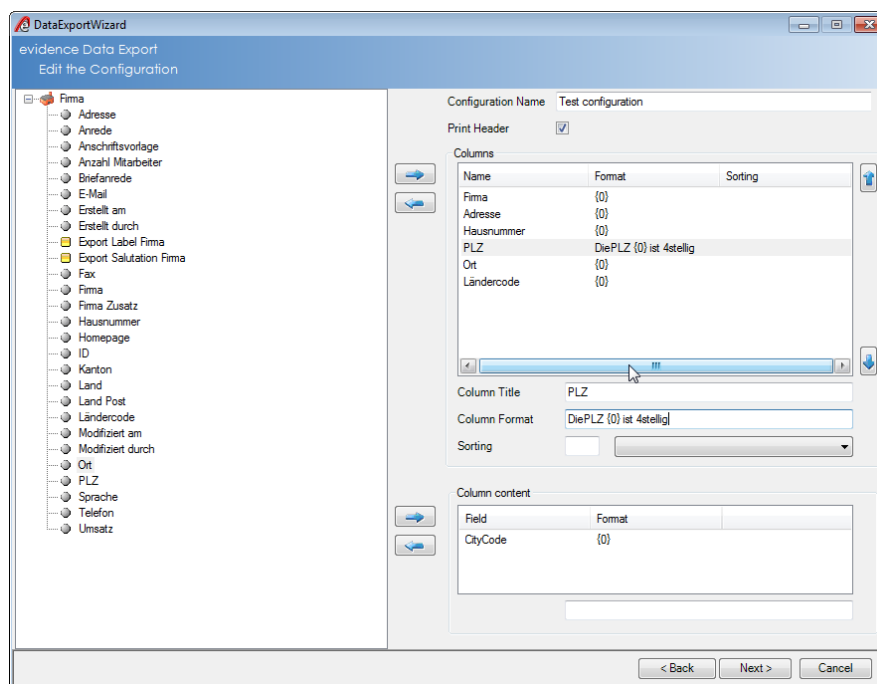 DataExportWizard
evidence Data Export
Edit the Configuration
Firma
Adresse
Anrede
Anschriftsvorlage
Anzahl Mitarbeiter
Briefanrede
E-Mail
Erstellt am
Erstellt durch
Export Label Firma
Export Salutation Firma
Fax
Firma
Firma Zusatz
Hausnummer
Homepage
ID
Kanton
Land
Land Post
Ländercode
Modifiziert am
Modifiziert durch
Ort
PLZ
Sprache
Telefon
Umsatz
Configuration Name Test configuration
Print Header
Columns
Name Format Sorting
Firma {0}
Adresse {0}
Hausnummer {0}
PLZ DiePLZ {0} ist 4stellig
Ort {0}
Ländercode {0}
Column Title PLZ
Column Format DiePLZ {0} ist 4stellig
Sorting
Column content
Field Format
CityCode {0}
< Back Next > Cancel